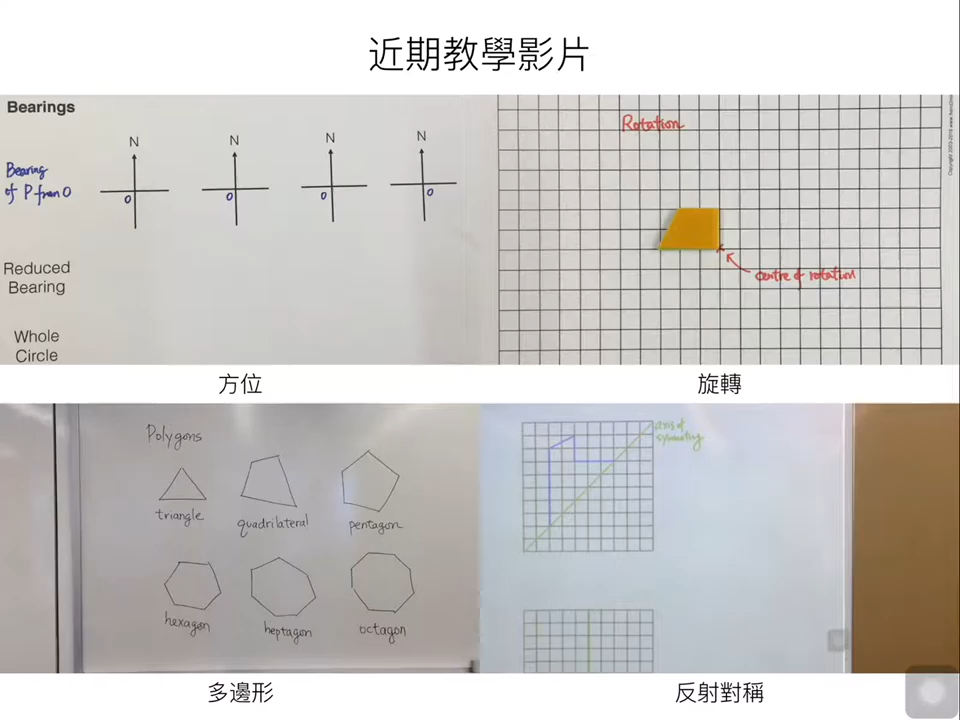 近期教學影片
Bearings
N
N
N
N
Bearing
of P from O
O
O
O
O
Reduced
Bearing
Whole
Circle
Rotation
centre of rotation
方位
旋轉
Polygons
triangle
quadrilateral
pentagon
hexagon
heptagon
octagon
axis of
symmetry
多邊形
反射對稱